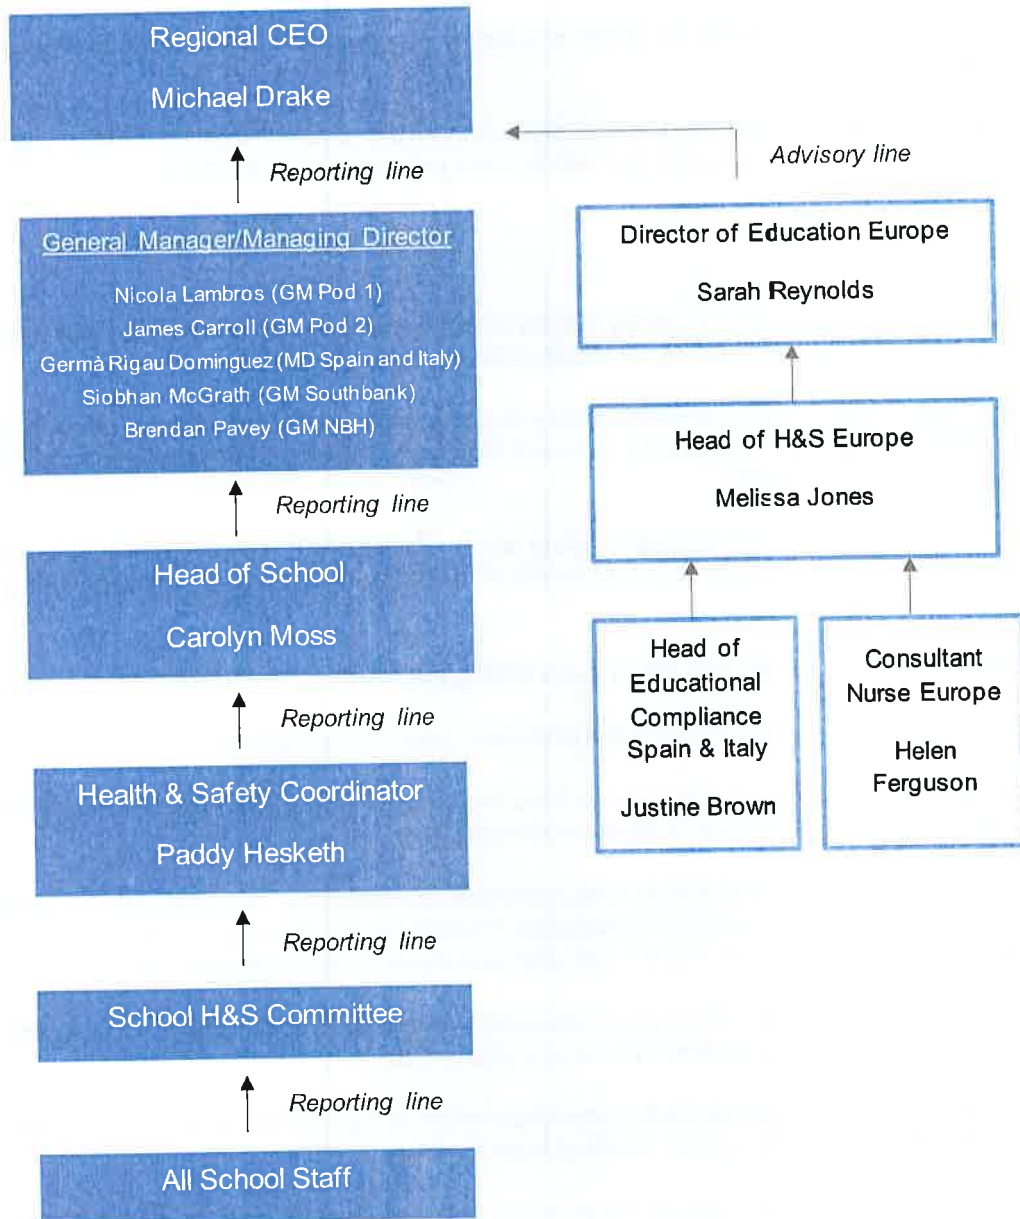 Regional CEO
Michael Drake
Reporting line
Advisory line
General Manager/Managing Director
Nicola Lambros (GM Pod 1)
James Carroll (GM Pod 2)
Germà Rigau Dominguez (MD Spain and Italy)
Siobhan McGrath (GM Southbank)
Brendan Pavey (GM NBH)
Director of Education Europe
Sarah Reynolds
Reporting line
Head of H&S Europe
Melissa Jones
Head of School
Carolyn Moss
Reporting line
Head of
Educational
Compliance
Spain & Italy
Justine Brown
Consultant
Nurse Europe
Helen
Ferguson
Health & Safety Coordinator
Paddy Hesketh
Reporting line
School H&S Committee
Reporting line
All School Staff